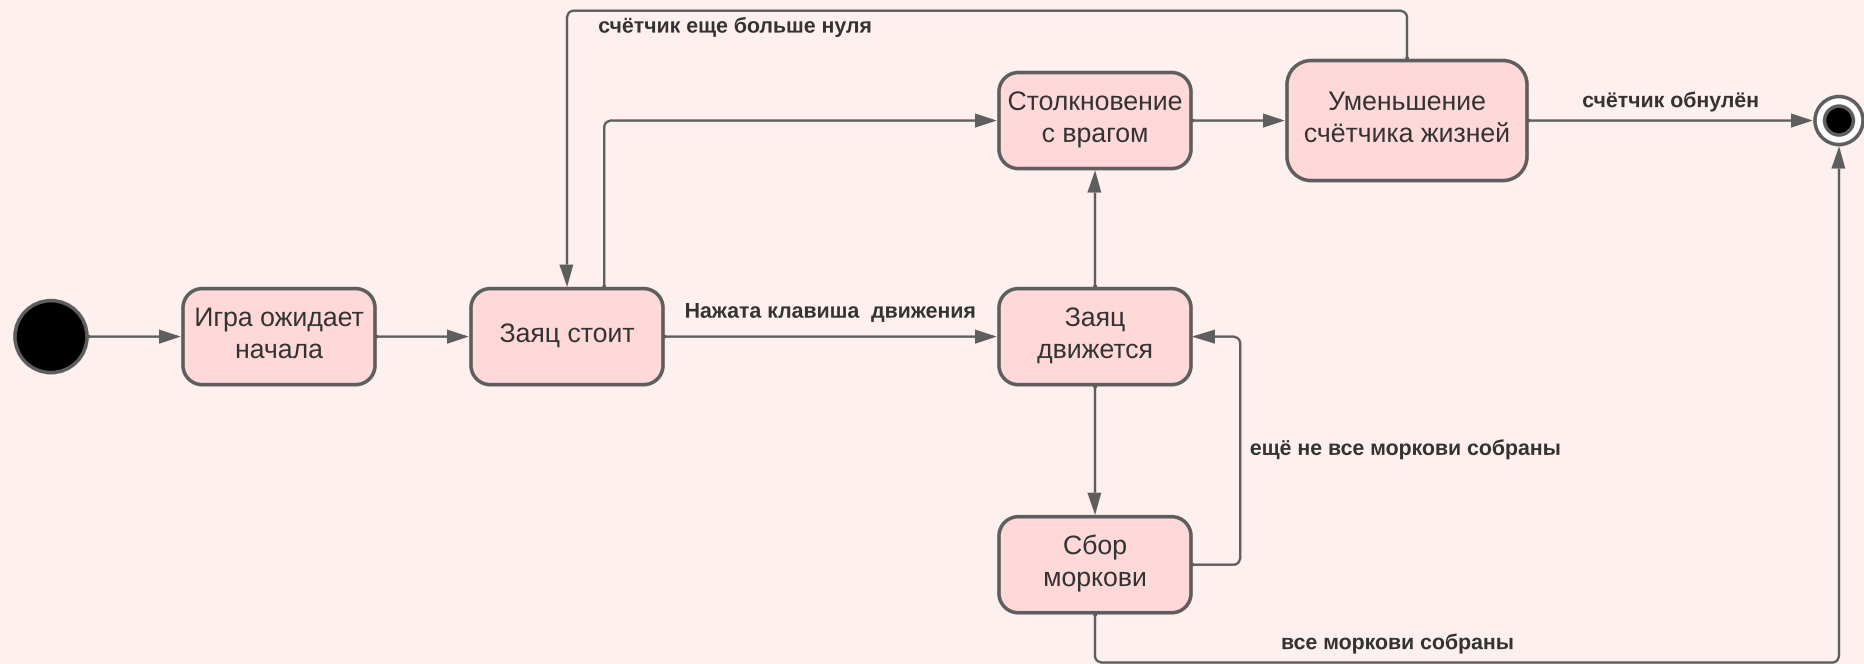 счётчик еще больше нуля
Столкновение
с врагом
Уменьшение
счётчика жизней
счётчик обнулён
Игра ожидает
начала
Заяц стоит
Нажата клавиша  движения
Заяц
движется
ещё не все моркови собраны
Сбор
моркови
все моркови собраны